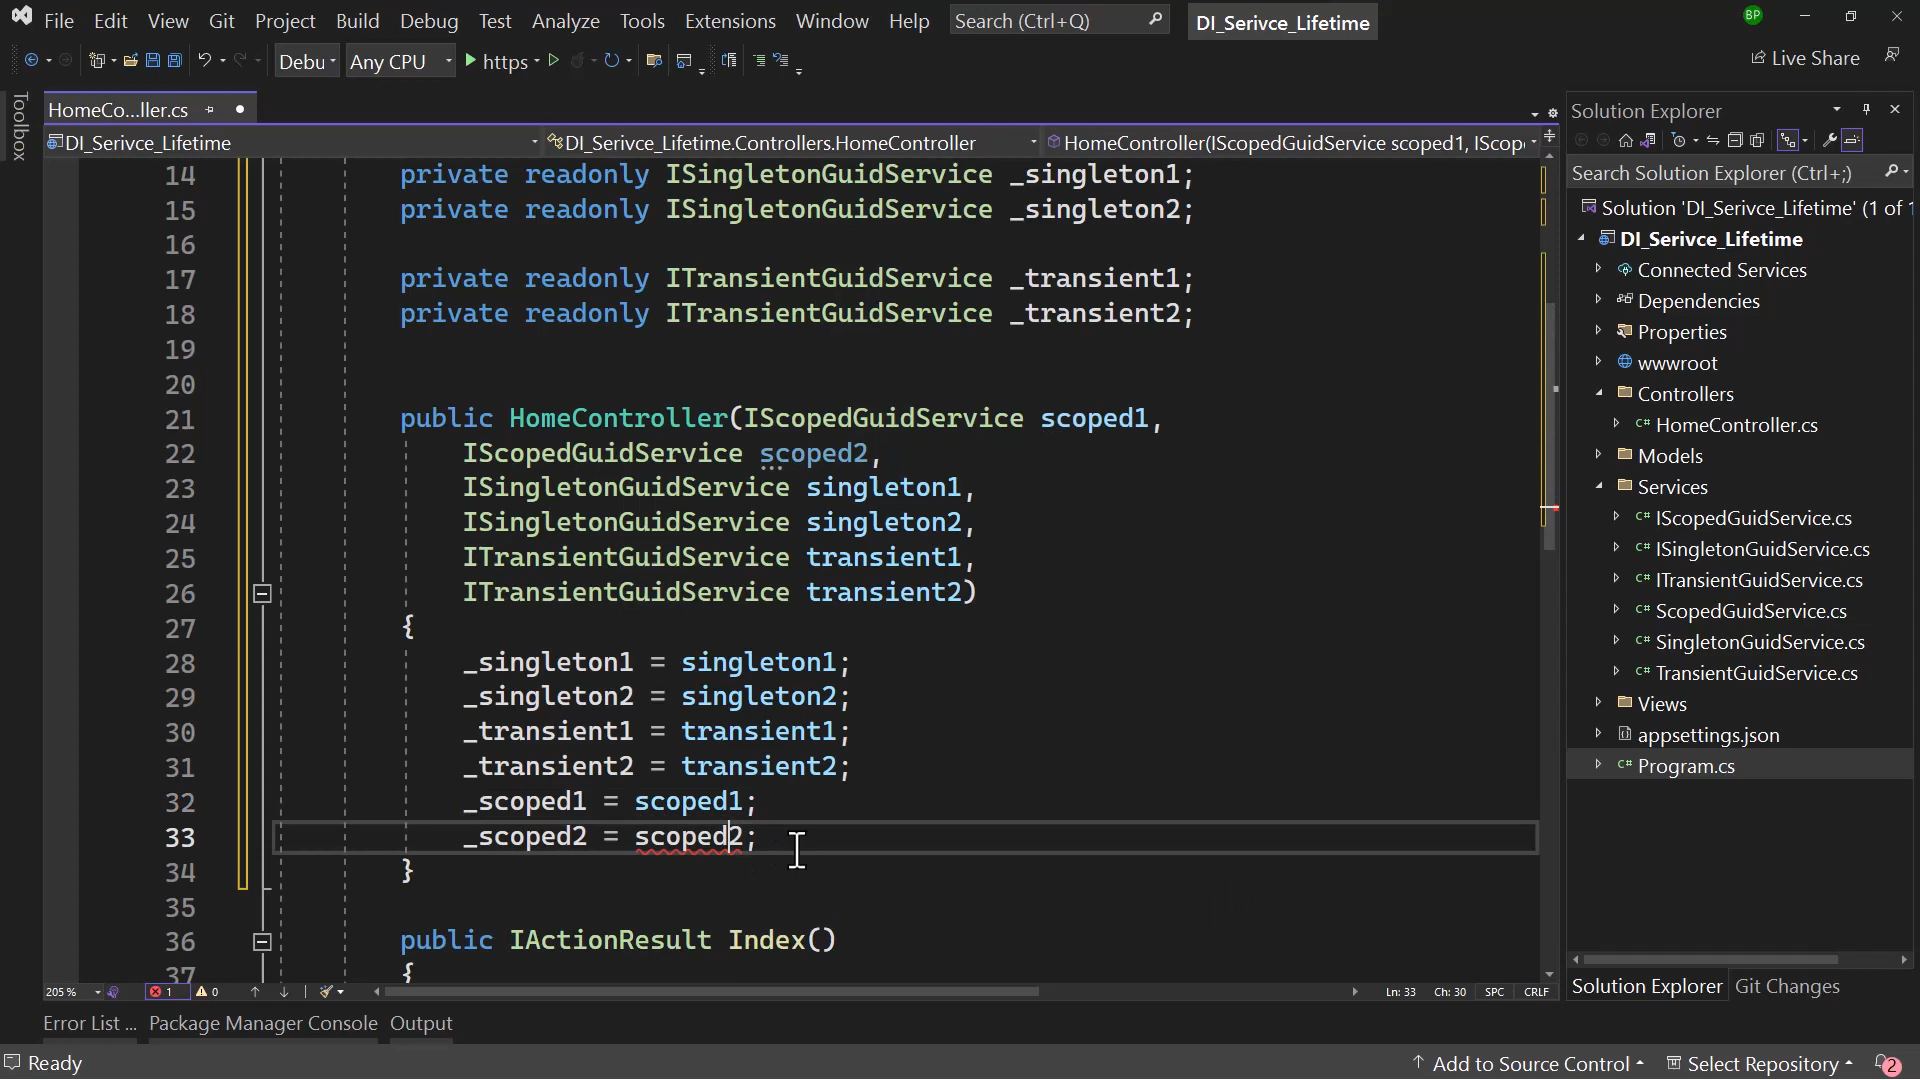 File Edit View Git Project Build Debug Test Analyze Tools Extensions Window Help Search (Ctrl+Q) DI_Serivce_Lifetime BP
Debu Any CPU https Live Share
Toolbox
HomeCo...ller.cs
DI_Serivce_Lifetime DI_Serivce_Lifetime.Controllers.HomeController HomeController(IScopedGuidService scoped1, IScop
14 private readonly ISingletonGuidService _singleton1;
15 private readonly ISingletonGuidService _singleton2;
16
17 private readonly ITransientGuidService _transient1;
18 private readonly ITransientGuidService _transient2;
19
20
21 public HomeController(IScopedGuidService scoped1,
22 IScopedGuidService scoped2,
23 ISingletonGuidService singleton1,
24 ISingletonGuidService singleton2,
25 ITransientGuidService transient1,
26 ITransientGuidService transient2)
27 {
28 _singleton1 = singleton1;
29 _singleton2 = singleton2;
30 _transient1 = transient1;
31 _transient2 = transient2;
32 _scoped1 = scoped1;
33 _scoped2 = scoped2;
34 }
35
36 public IActionResult Index()
37 {
205 % 1 0 Ln: 33 Ch: 30 SPC CRLF
Solution Explorer
Search Solution Explorer (Ctrl+;)
Solution 'DI_Serivce_Lifetime' (1 of 1
DI_Serivce_Lifetime
Connected Services
Dependencies
Properties
wwwroot
Controllers
C# HomeController.cs
Models
Services
C# IScopedGuidService.cs
C# ISingletonGuidService.cs
C# ITransientGuidService.cs
C# ScopedGuidService.cs
C# SingletonGuidService.cs
C# TransientGuidService.cs
Views
appsettings.json
C# Program.cs
Solution Explorer Git Changes
Error List ... Package Manager Console Output
Ready Add to Source Control Select Repository 2